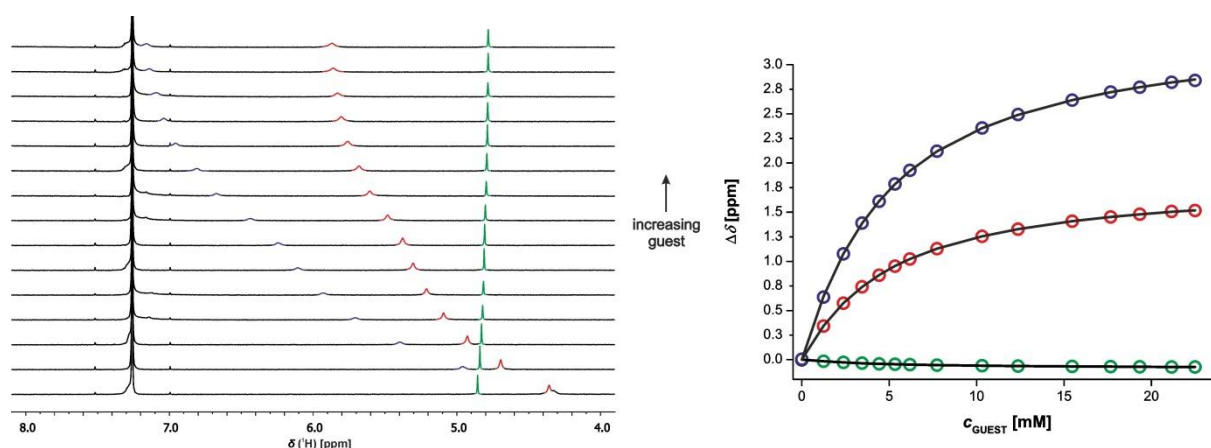 8.0 7.0 6.0 5.0 4.0
δ (¹H) [ppm]
increasing
guest
3.0
2.8
2.5
2.3
2.0
1.8
1.5
1.3
1.0
0.8
0.5
0.3
0.0
Δδ [ppm]
0 5 10 15 20
c_GUEST [mM]